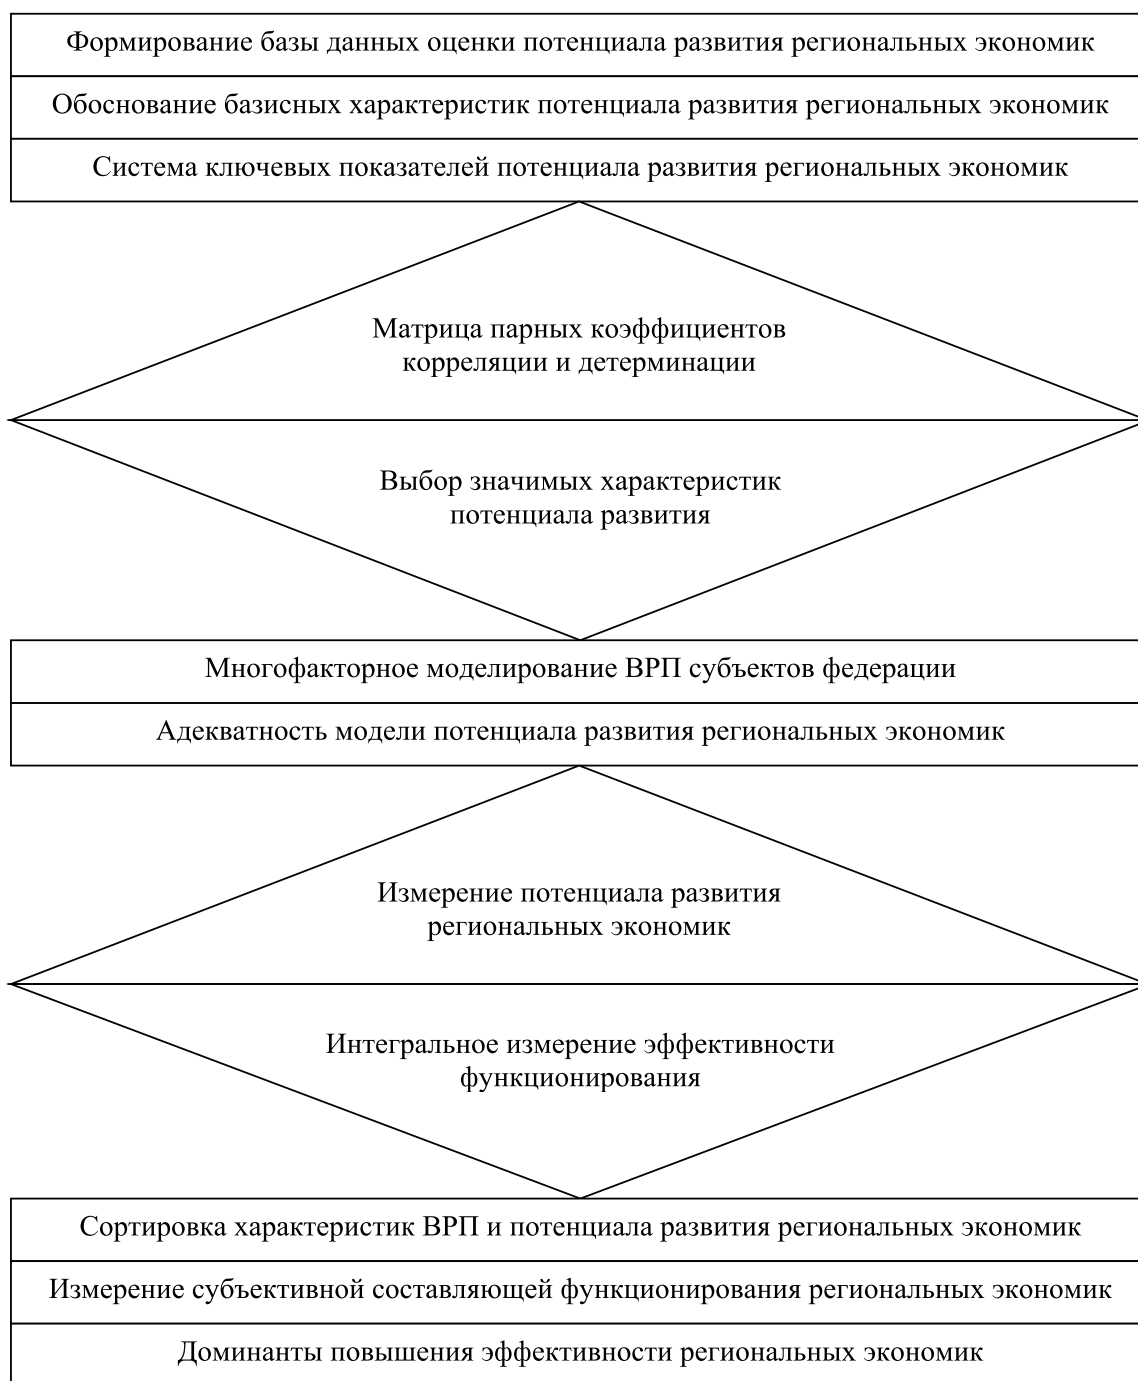 Формирование базы данных оценки потенциала развития региональных экономик
Обоснование базисных характеристик потенциала развития региональных экономик
Система ключевых показателей потенциала развития региональных экономик
Матрица парных коэффициентов
корреляции и детерминации
Выбор значимых характеристик
потенциала развития
Многофакторное моделирование ВРП субъектов федерации
Адекватность модели потенциала развития региональных экономик
Измерение потенциала развития
региональных экономик
Интегральное измерение эффективности
функционирования
Сортировка характеристик ВРП и потенциала развития региональных экономик
Измерение субъективной составляющей функционирования региональных экономик
Доминанты повышения эффективности региональных экономик